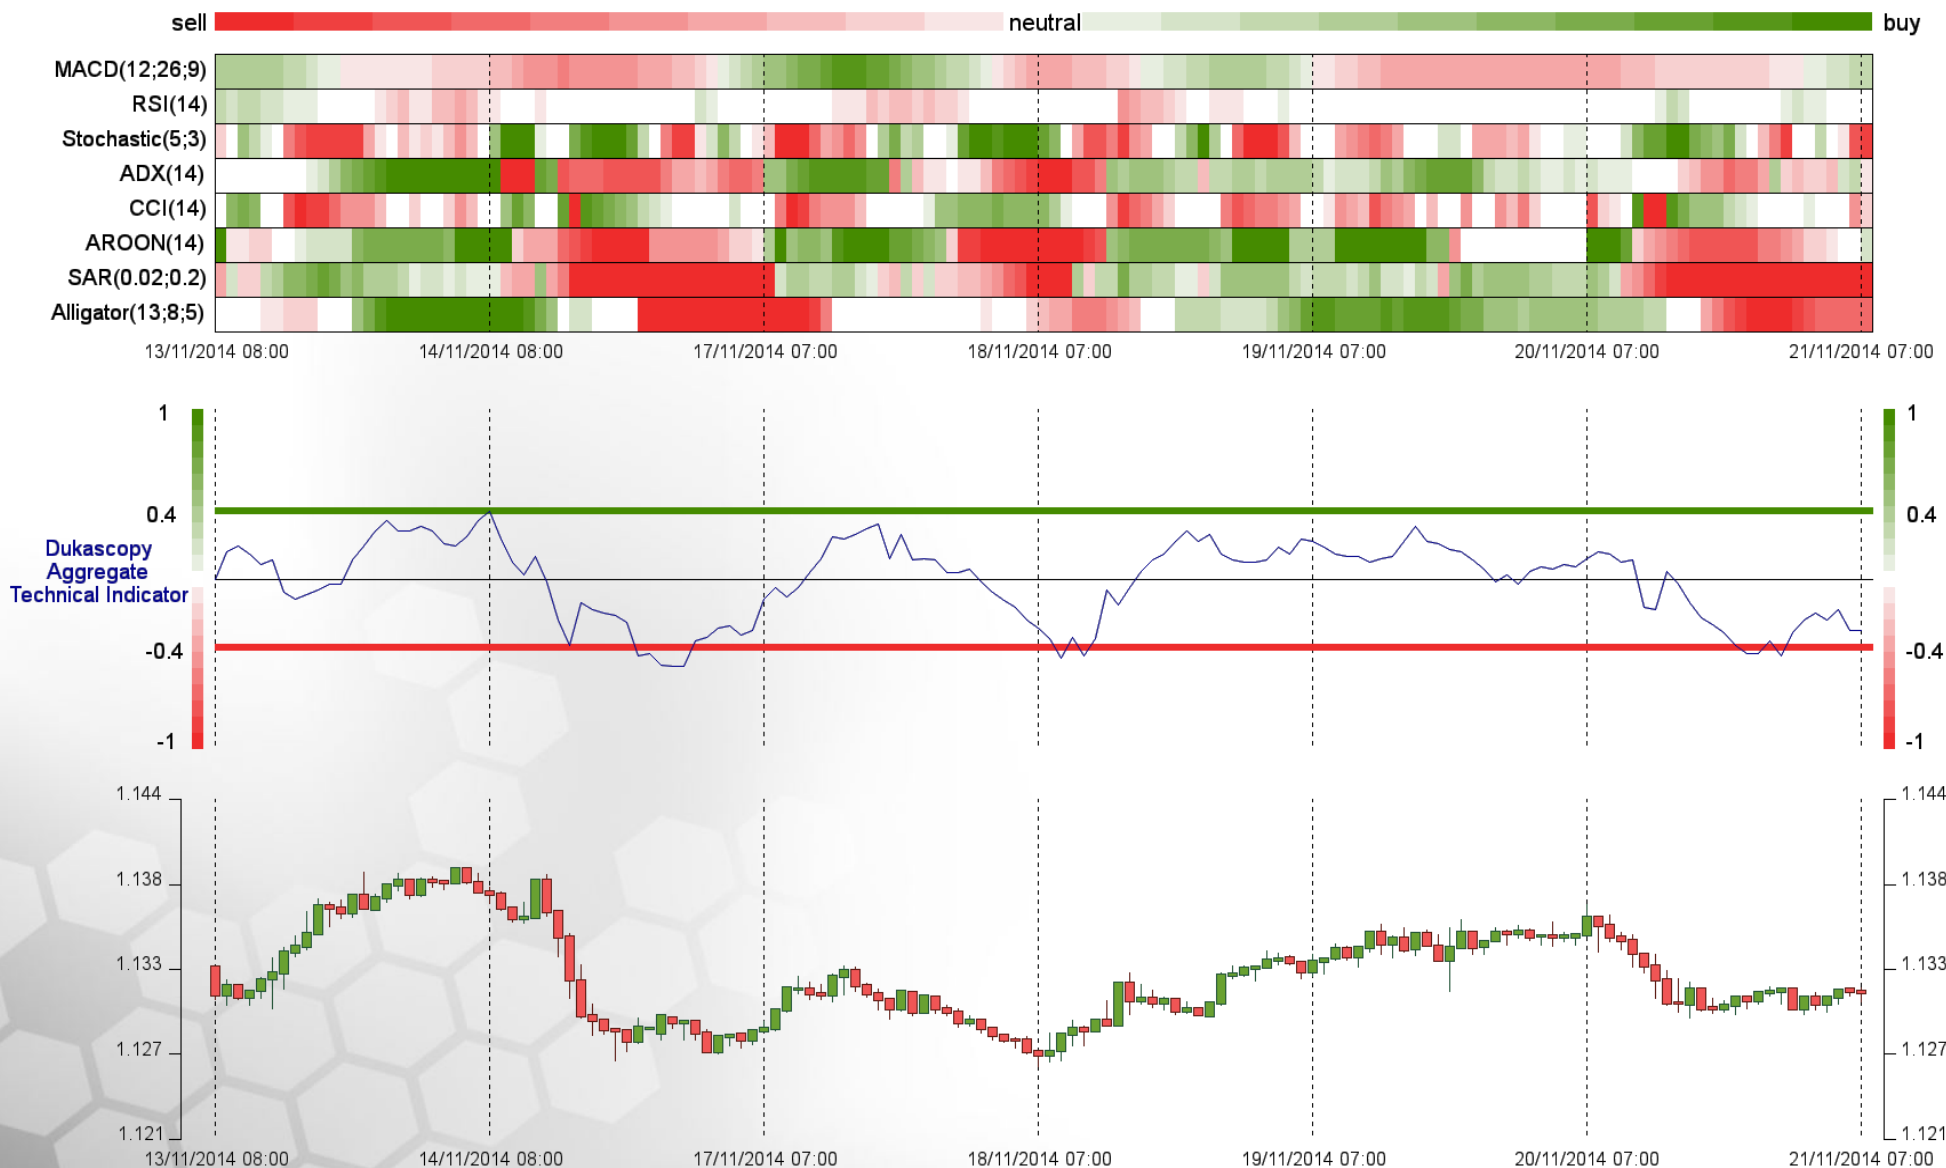 sell neutral buy
MACD(12;26;9)
RSI(14)
Stochastic(5;3)
ADX(14)
CCI(14)
AROON(14)
SAR(0.02;0.2)
Alligator(13;8;5)
13/11/2014 08:00 14/11/2014 08:00 17/11/2014 07:00 18/11/2014 07:00 19/11/2014 07:00 20/11/2014 07:00 21/11/2014 07:00
1 1
0.4 0.4
Dukascopy
Aggregate
Technical Indicator
-0.4 -0.4
-1 -1
1.144 1.144
1.138 1.138
1.133 1.133
1.127 1.127
1.121 1.121
13/11/2014 08:00 14/11/2014 08:00 17/11/2014 07:00 18/11/2014 07:00 19/11/2014 07:00 20/11/2014 07:00 21/11/2014 07:00